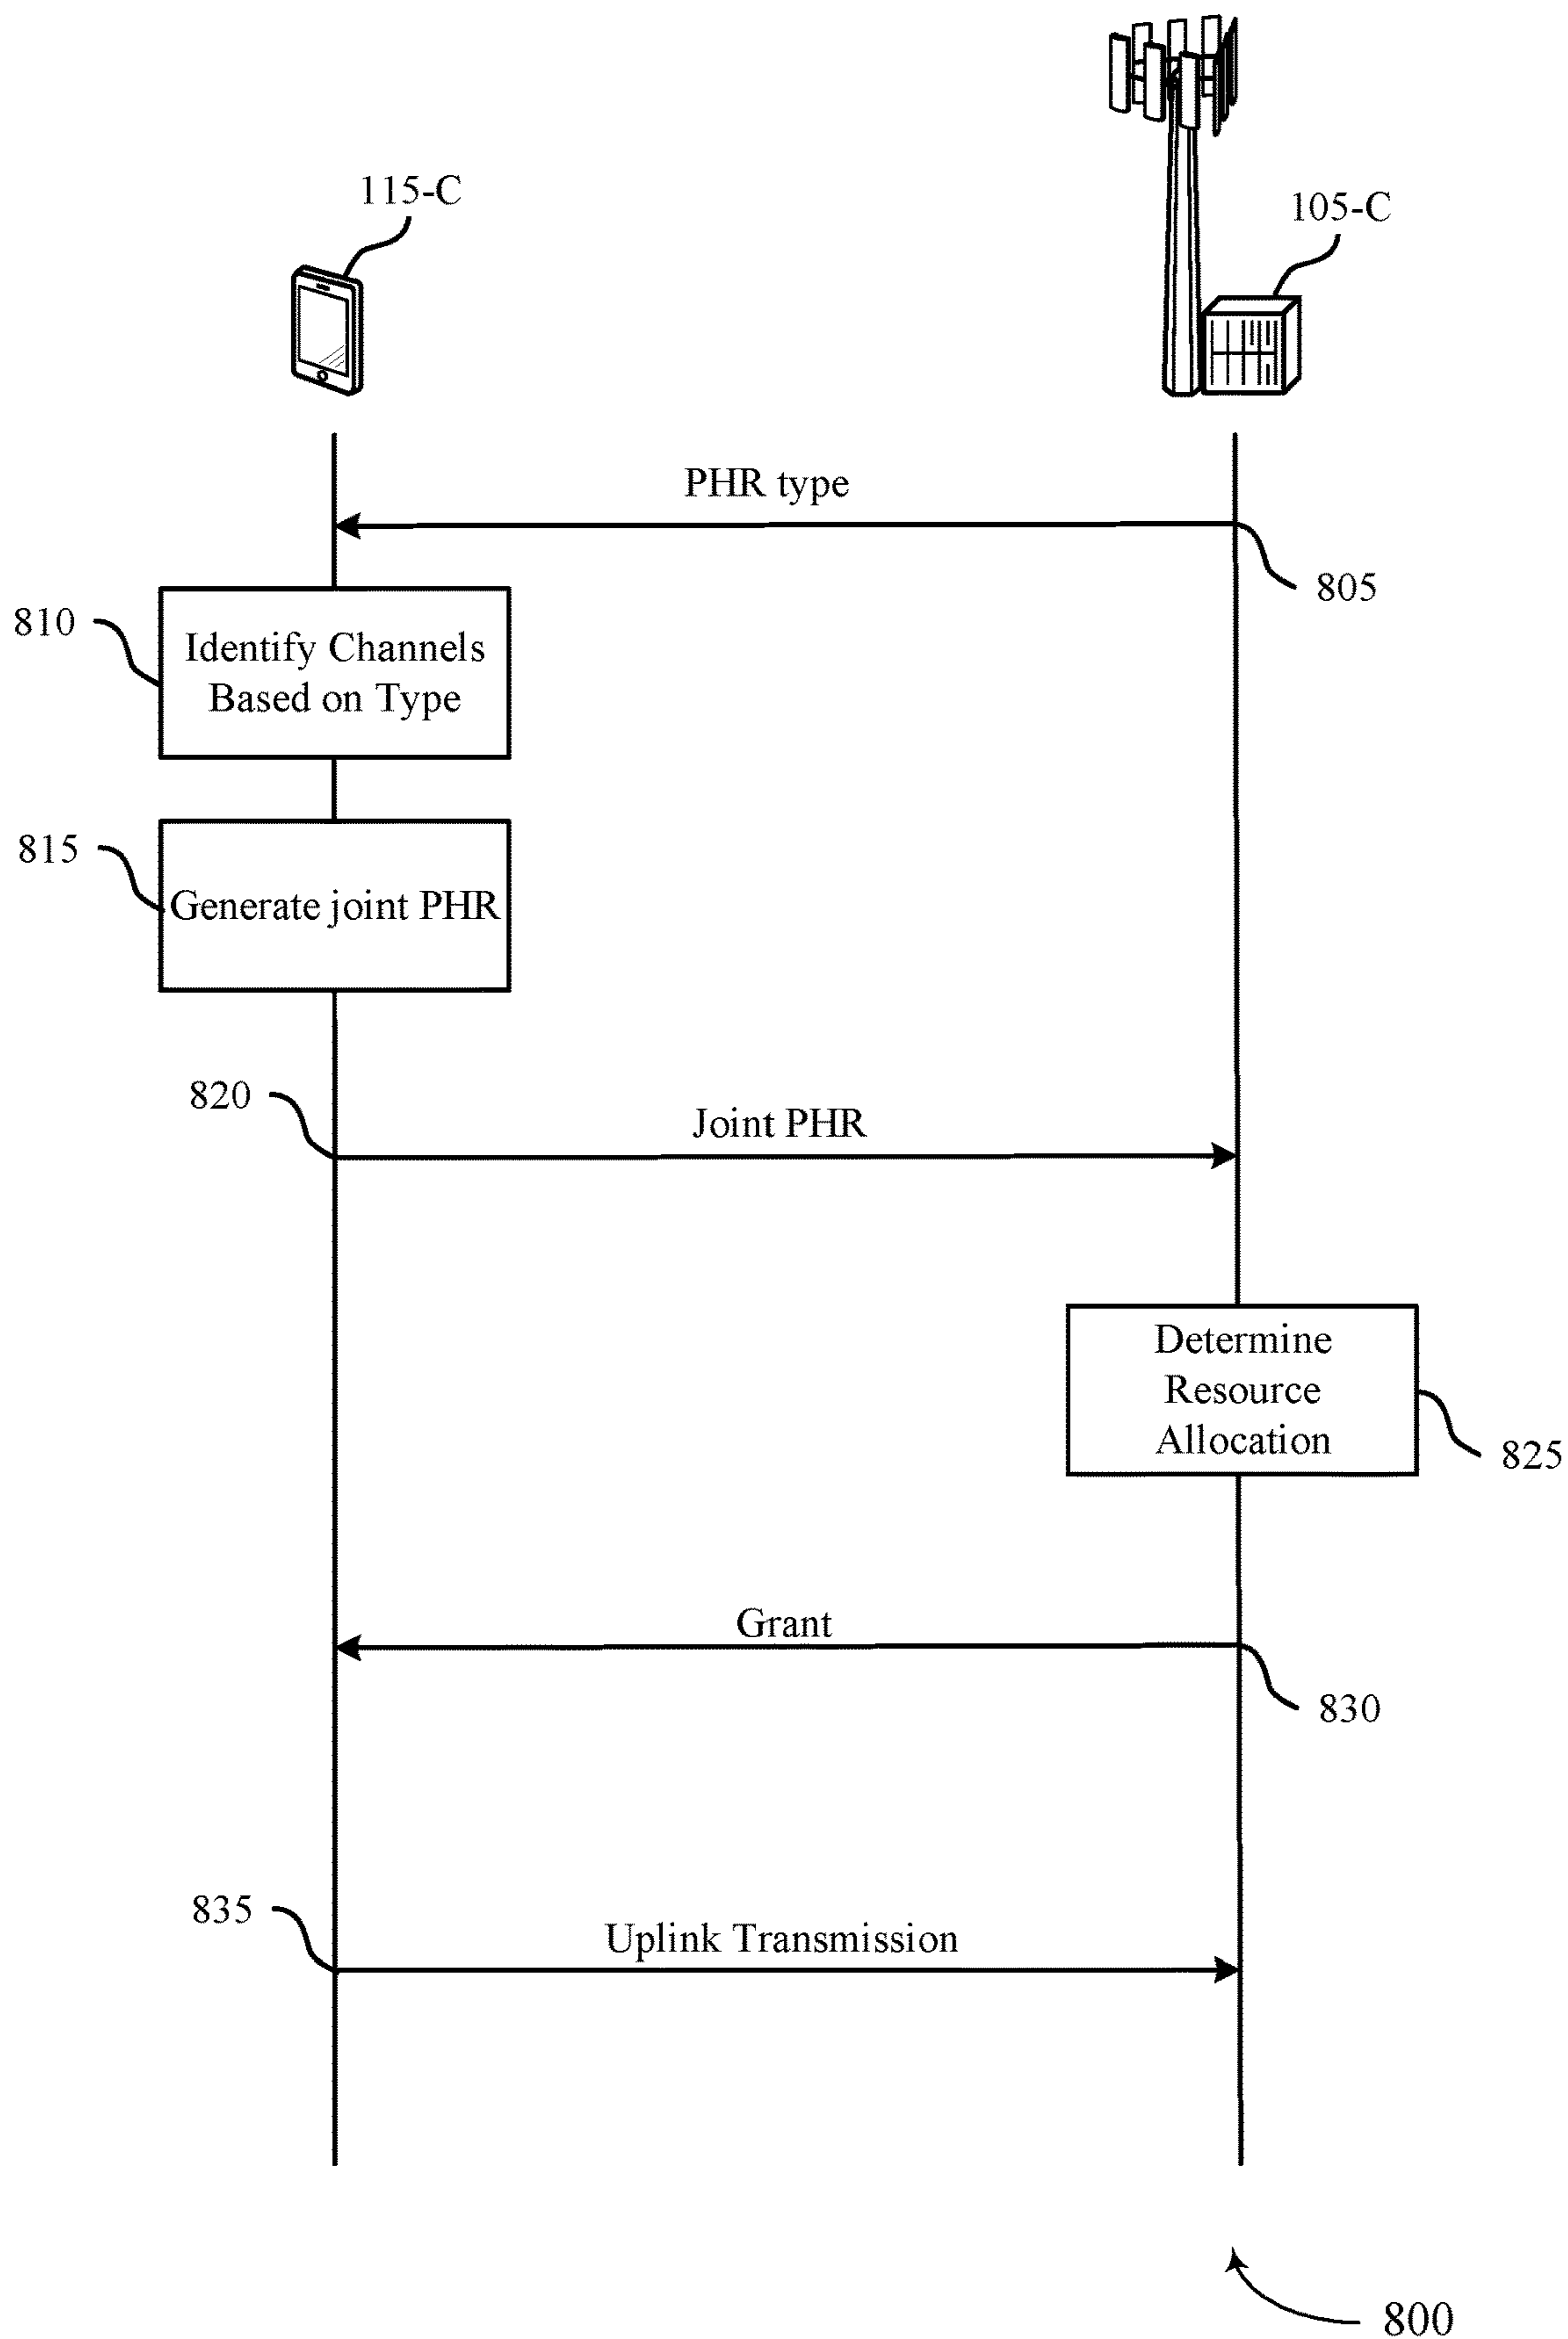 115-C
105-C
PHR type
805
810
Identify Channels
Based on Type
815
Generate joint PHR
820
Joint PHR
Determine
Resource
Allocation
825
Grant
830
835
Uplink Transmission
800